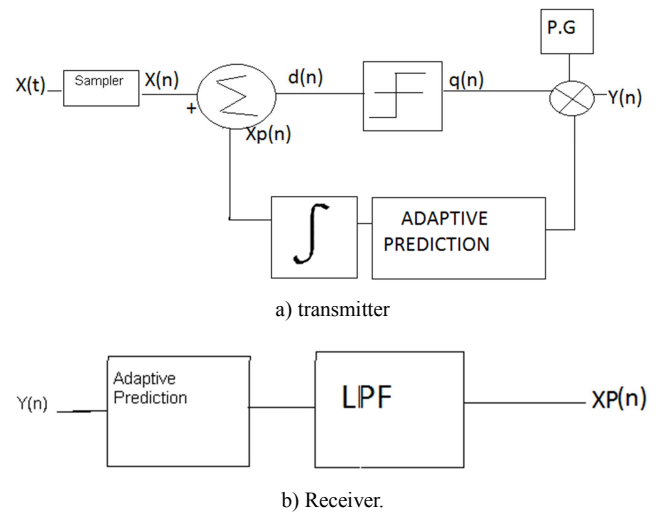 P.G
X(t)
Sampler
X(n)
+
d(n)
q(n)
Y(n)
Xp(n)
∫
ADAPTIVE
PREDICTION
a) transmitter
Y(n)
Adaptive
Prediction
LPF
XP(n)
b) Receiver.